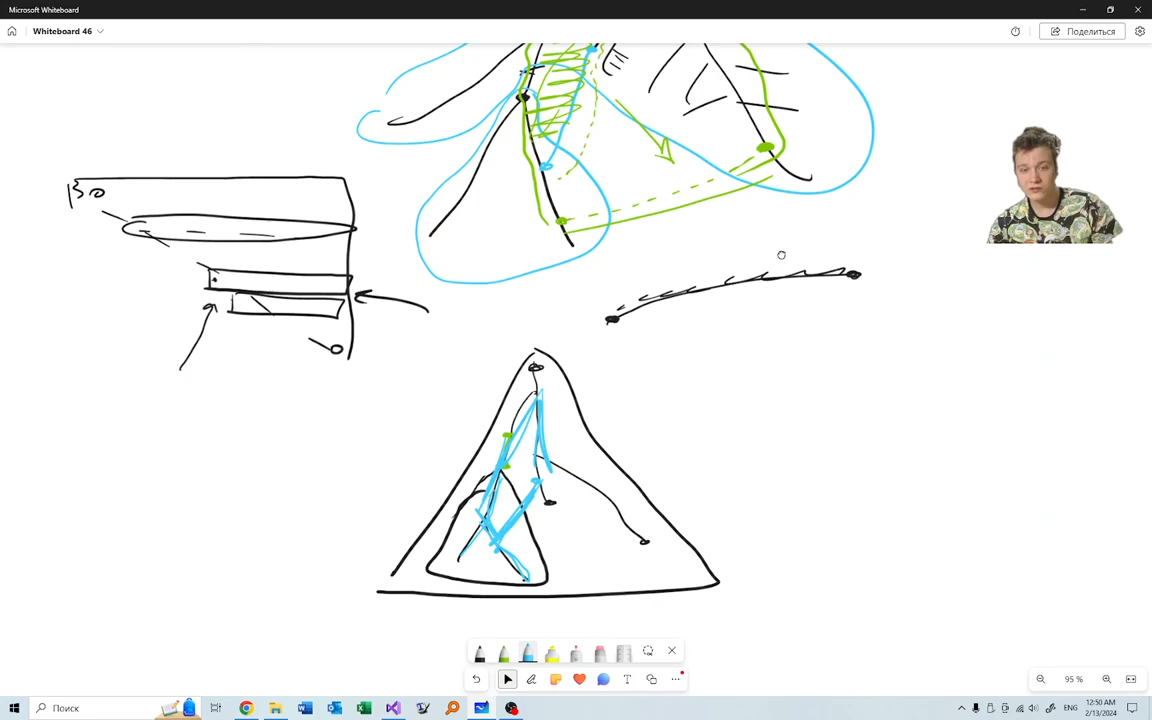 Microsoft Whiteboard
Whiteboard 46
Поделиться
95 %
Поиск
ENG
12:50 AM
2/13/2024